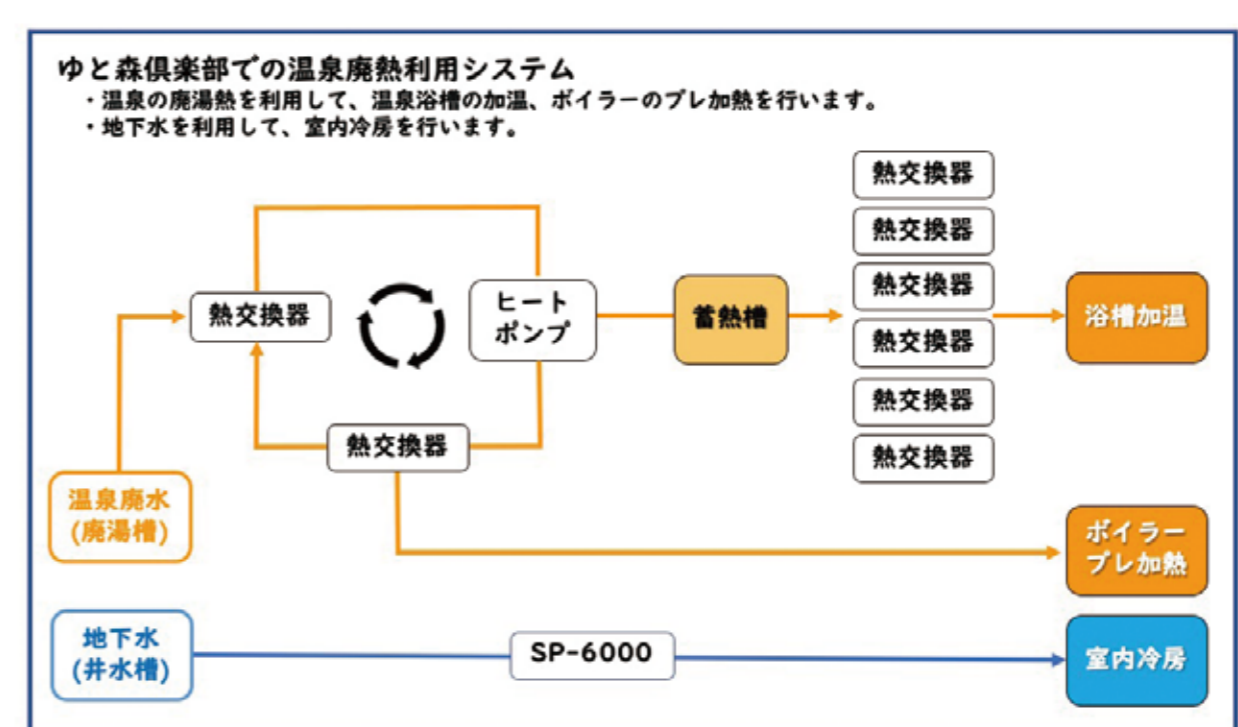 ゆと森倶楽部での温泉廃熱利用システム
・温泉の廃湯熱を利用して、温泉浴槽の加温、ボイラーのプレ加熱を行います。
・地下水を利用して、室内冷房を行います。
熱交換器
熱交換器
熱交換器
熱交換器
熱交換器
熱交換器
熱交換器
ヒート
ポンプ
蓄熱槽
浴槽加温
熱交換器
温泉廃水
(廃湯槽)
ボイラー
プレ加熱
地下水
(井水槽)
SP-6000
室内冷房